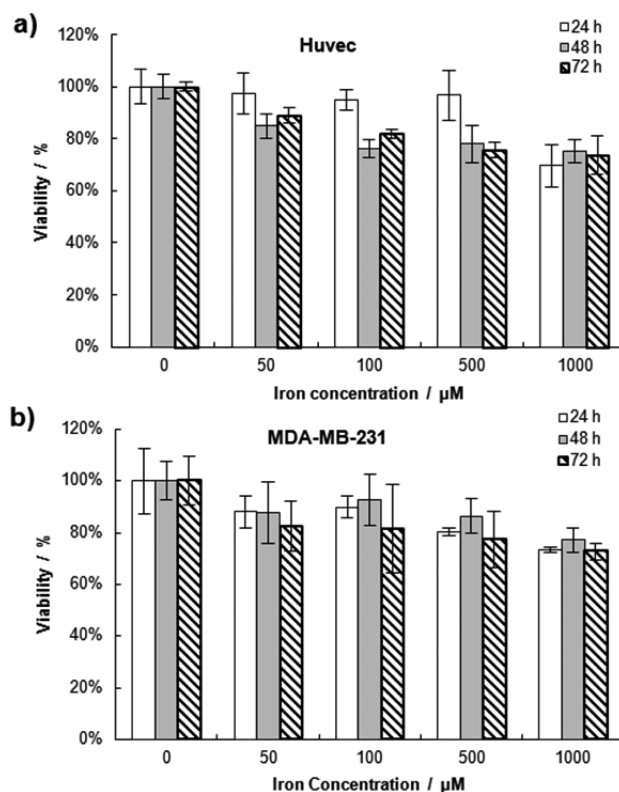 a)
Huvec
24 h
48 h
72 h
120%
100%
80%
60%
40%
20%
0%
Viability / %
0 50 100 500 1000
Iron concentration / µM
b)
MDA-MB-231
24 h
48 h
72 h
120%
100%
80%
60%
40%
20%
0%
Viability / %
0 50 100 500 1000
Iron Concentration / µM